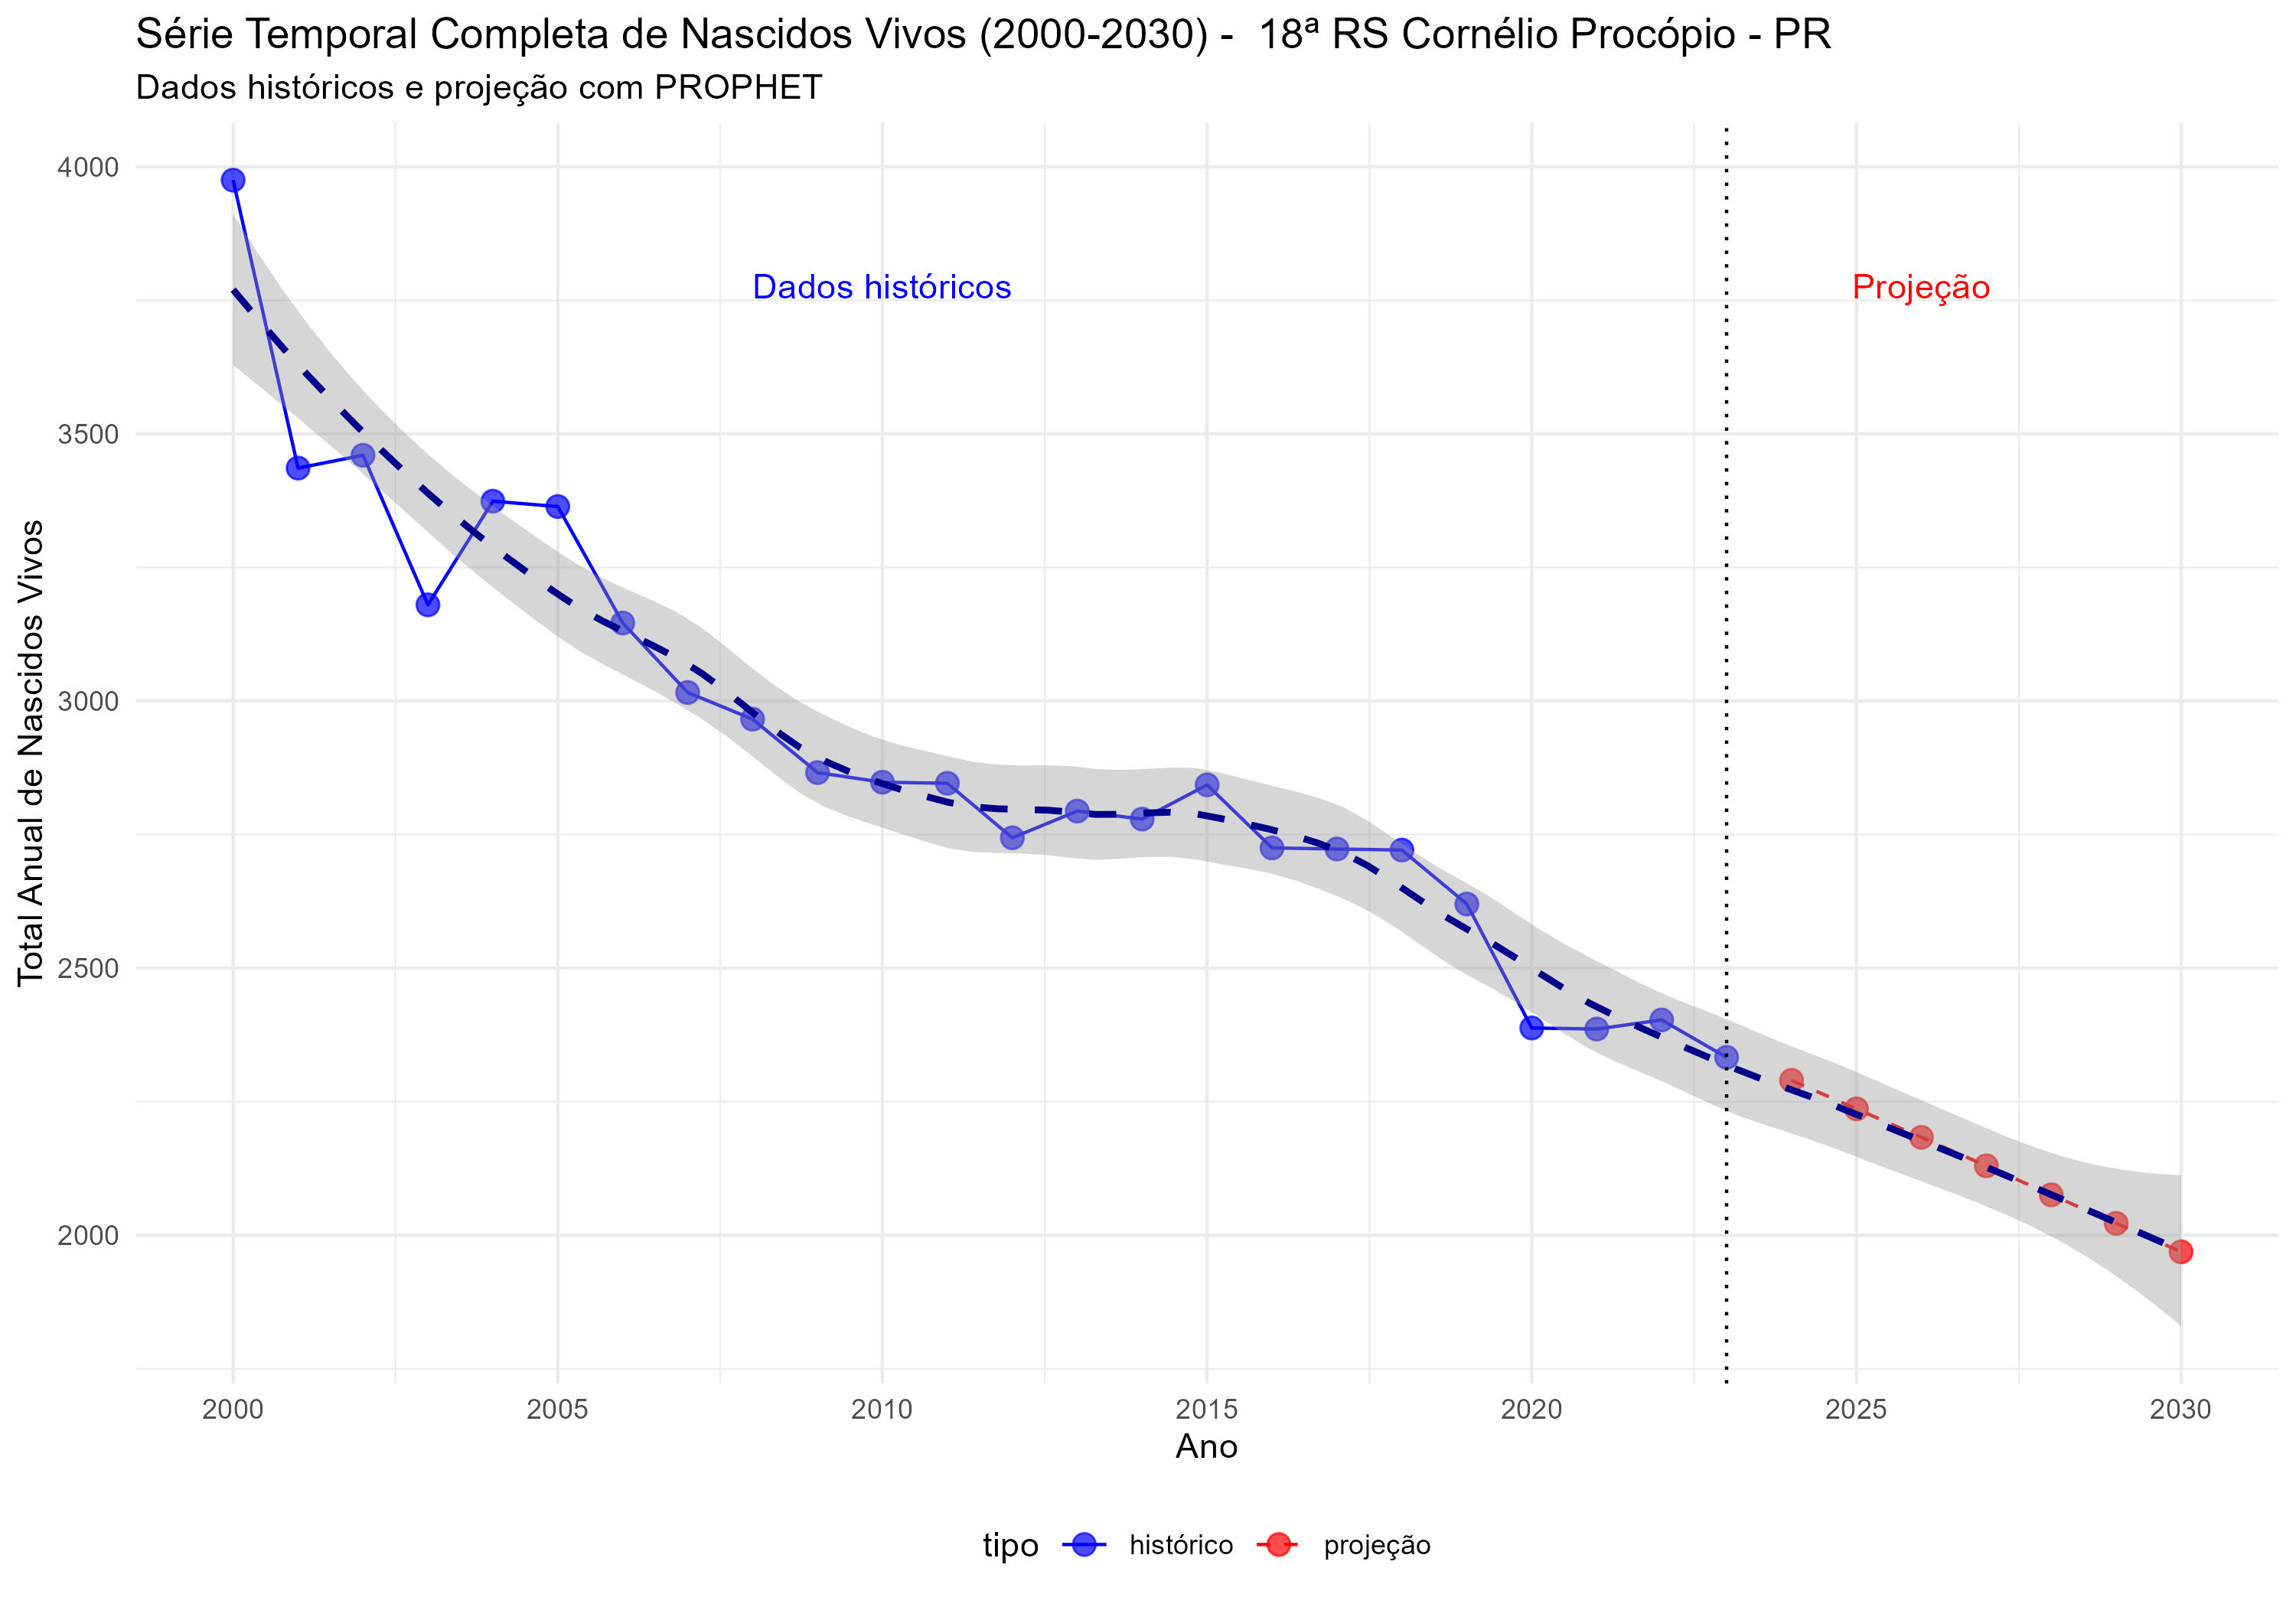 Série Temporal Completa de Nascidos Vivos (2000-2030) -  18ª RS Cornélio Procópio - PR
Dados históricos e projeção com PROPHET
Total Anual de Nascidos Vivos
4000
3500
3000
2500
2000
Dados históricos
Projeção
2000 2005 2010 2015 2020 2025 2030
Ano
tipo histórico projeção